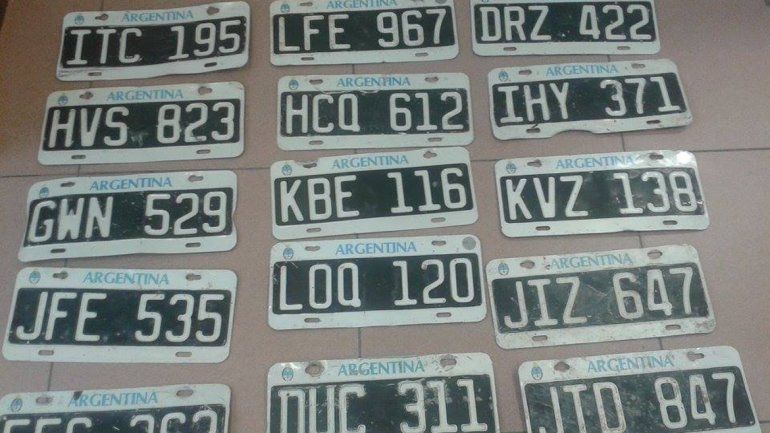 ARGENTINA
ITC 195
ARGENTINA
LFE 967
DRZ 422
ARGENTINA
HVS 823
ARGENTINA
HCQ 612
ARGENTINA
IHY 371
ARGENTINA
GWN 529
ARGENTINA
KBE 116
ARGENTINA
KVZ 138
ARGENTINA
JFE 535
ARGENTINA
LOQ 120
ARGENTINA
JIZ 647
ARGENTINA
ARGENTINA
DUC 311
ARGENTINA
JTD 847